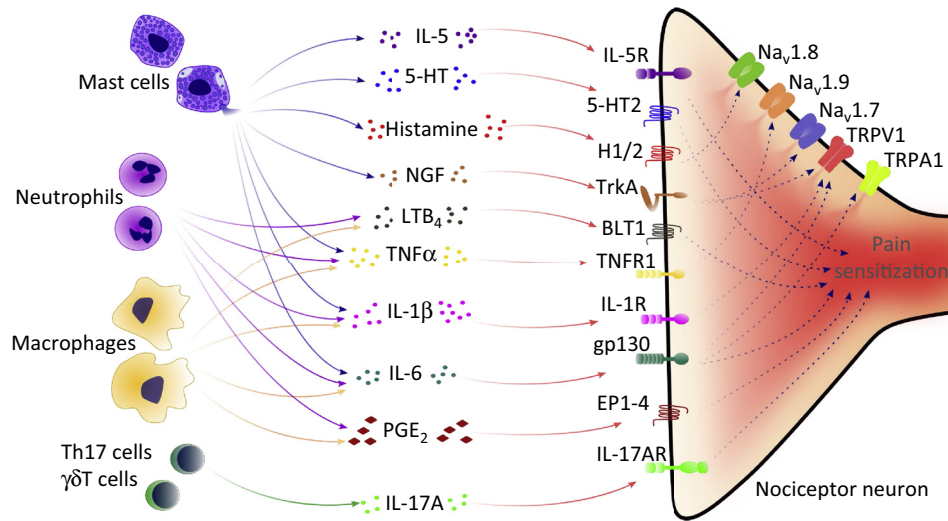 Mast cells
Neutrophils
Macrophages
Th17 cells
γδT cells
IL-5
5-HT
Histamine
NGF
LTB₄
TNFα
IL-1β
IL-6
PGE₂
IL-17A
IL-5R
5-HT2
H1/2
TrkA
BLT1
TNFR1
IL-1R
gp130
EP1-4
IL-17AR
Naᵥ1.8
Naᵥ1.9
Naᵥ1.7
TRPV1
TRPA1
Pain
sensitization
Nociceptor neuron